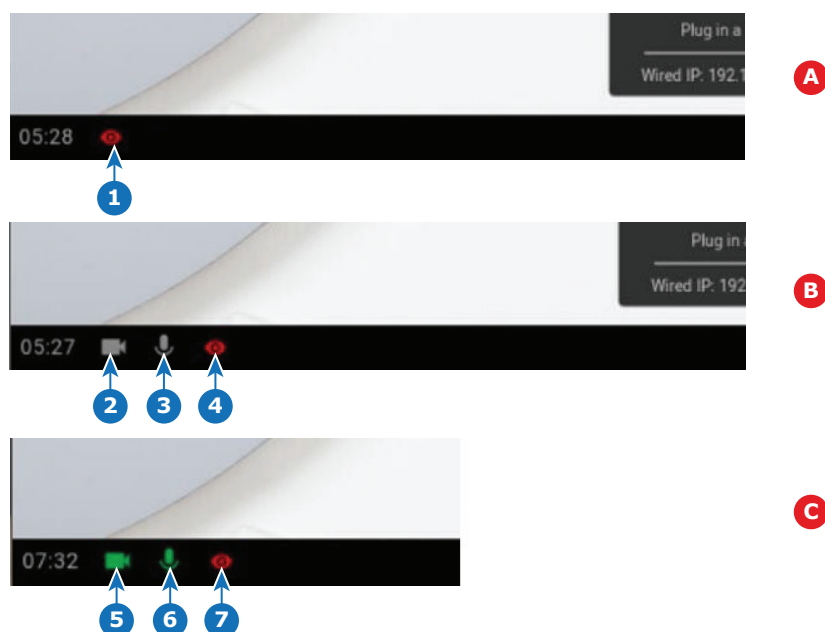 Plug in a
Wired IP: 192.1
A
05:28
1
Plug in
Wired IP: 192
B
05:27
2 3 4
C
07:32
5 6 7